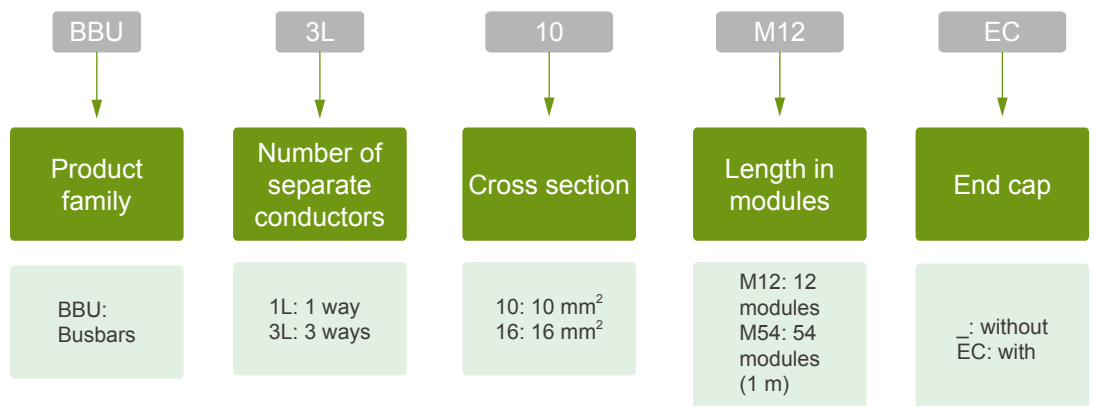 BBU
3L
10
M12
EC
Product
family
Number of
separate
conductors
Cross section
Length in
modules
End cap
BBU:
Busbars
1L: 1 way
3L: 3 ways
10: 10 mm²
16: 16 mm²
M12: 12
modules
M54: 54
modules
(1 m)
_: without
EC: with